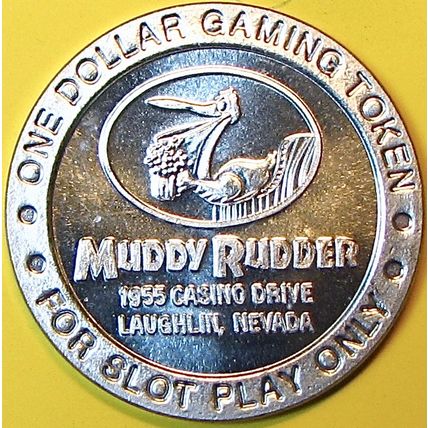 ONE DOLLAR GAMING TOKEN
MUDDY RUDDER
1955 CASINO DRIVE
LAUGHLIN, NEVADA
FOR SLOT PLAY ONLY